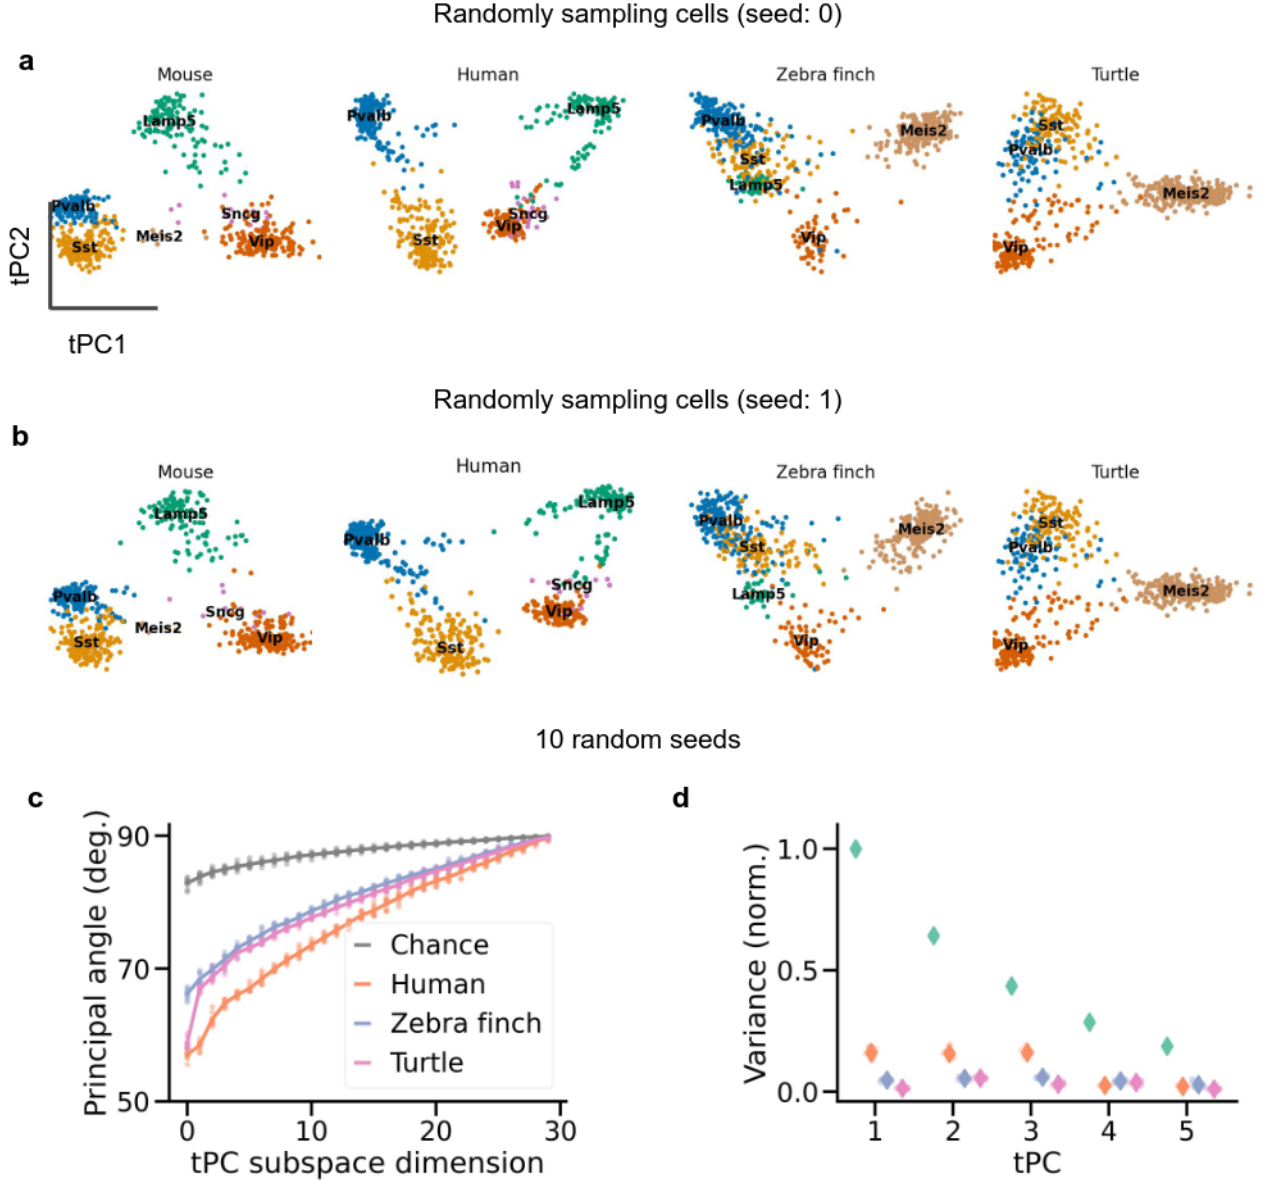 Randomly sampling cells (seed: 0)
a
Mouse
Human
Zebra finch
Turtle
Lamp5
Pvalb
Sst
Meis2
Sncg
Vip
Pvalb
Lamp5
Sncg
Vip
Sst
Pvalb
Sst
Lamp5
Meis2
Vip
Sst
Pvalb
Meis2
Vip
tPC2
tPC1
Randomly sampling cells (seed: 1)
b
Mouse
Human
Zebra finch
Turtle
Lamp5
Pvalb
Sst
Meis2
Sncg
Vip
Lamp5
Pvalb
Sncg
Vip
Sst
Pvalb
Sst
Lamp5
Meis2
Vip
Sst
Pvalb
Meis2
Vip
10 random seeds
c
Principal angle (deg.)
90
70
50
Chance
Human
Zebra finch
Turtle
0 10 20 30
tPC subspace dimension
d
Variance (norm.)
1.0
0.5
0.0
1 2 3 4 5
tPC